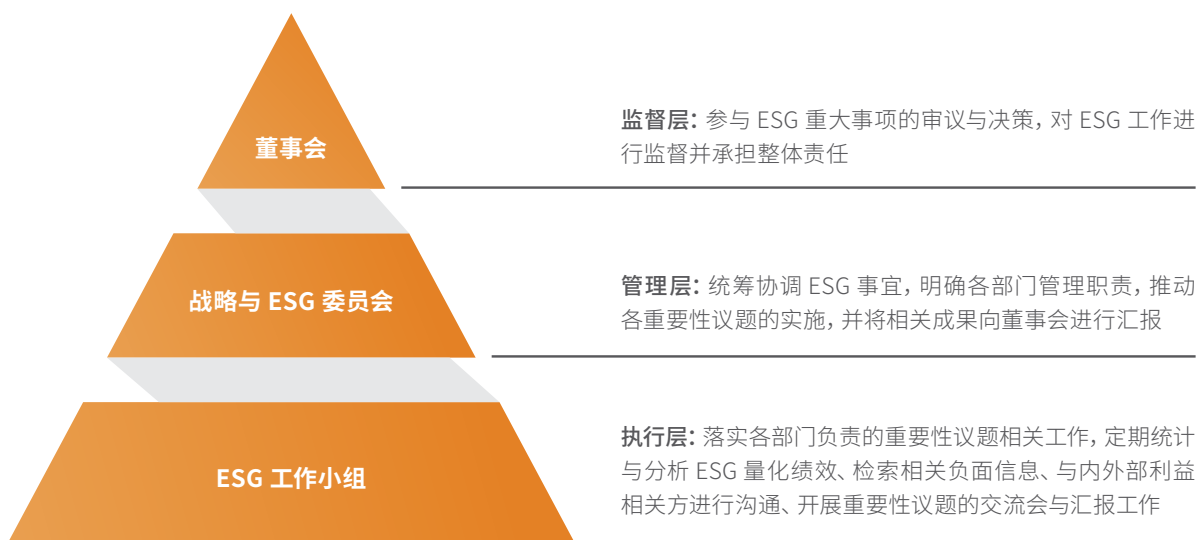 董事会
监督层：参与 ESG 重大事项的审议与决策，对 ESG 工作进
行监督并承担整体责任
战略与 ESG 委员会
管理层：统筹协调 ESG 事宜，明确各部门管理职责，推动
各重要性议题的实施，并将相关成果向董事会进行汇报
ESG 工作小组
执行层：落实各部门负责的重要性议题相关工作，定期统计
与分析 ESG 量化绩效、检索相关负面信息、与内外部利益
相关方进行沟通、开展重要性议题的交流会与汇报工作